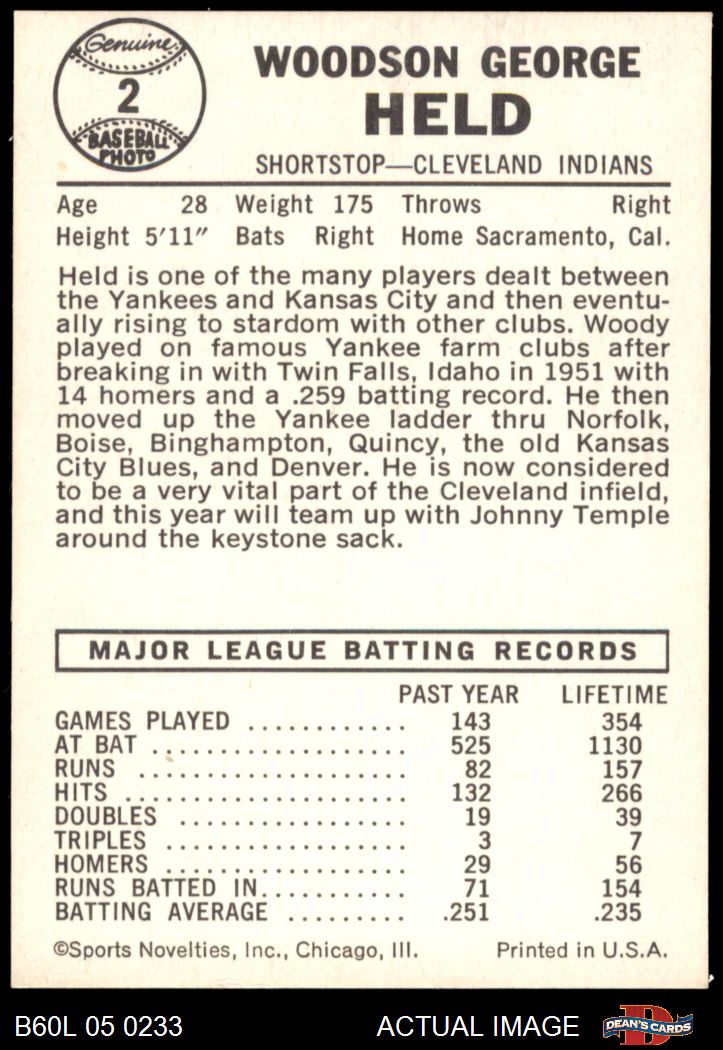 Genuine
2
BASEBALL
PHOTO
WOODSON GEORGE
HELD
SHORTSTOP—CLEVELAND INDIANS
Age 28 Weight 175 Throws Right
Height 5'11" Bats Right Home Sacramento, Cal.
Held is one of the many players dealt between
the Yankees and Kansas City and then eventu-
ally rising to stardom with other clubs. Woody
played on famous Yankee farm clubs after
breaking in with Twin Falls, Idaho in 1951 with
14 homers and a .259 batting record. He then
moved up the Yankee ladder thru Norfolk,
Boise, Binghampton, Quincy, the old Kansas
City Blues, and Denver. He is now considered
to be a very vital part of the Cleveland infield,
and this year will team up with Johnny Temple
around the keystone sack.
MAJOR LEAGUE BATTING RECORDS
PAST YEAR LIFETIME
GAMES PLAYED ............ 143 354
AT BAT ................... 525 1130
RUNS .................... 82 157
HITS ..................... 132 266
DOUBLES ................. 19 39
TRIPLES .................. 3 7
HOMERS .................. 29 56
RUNS BATTED IN........... 71 154
BATTING AVERAGE ......... .251 .235
©Sports Novelties, Inc., Chicago, Ill. Printed in U.S.A.
B60L 05 0233 ACTUAL IMAGE D DEAN'S CARDS